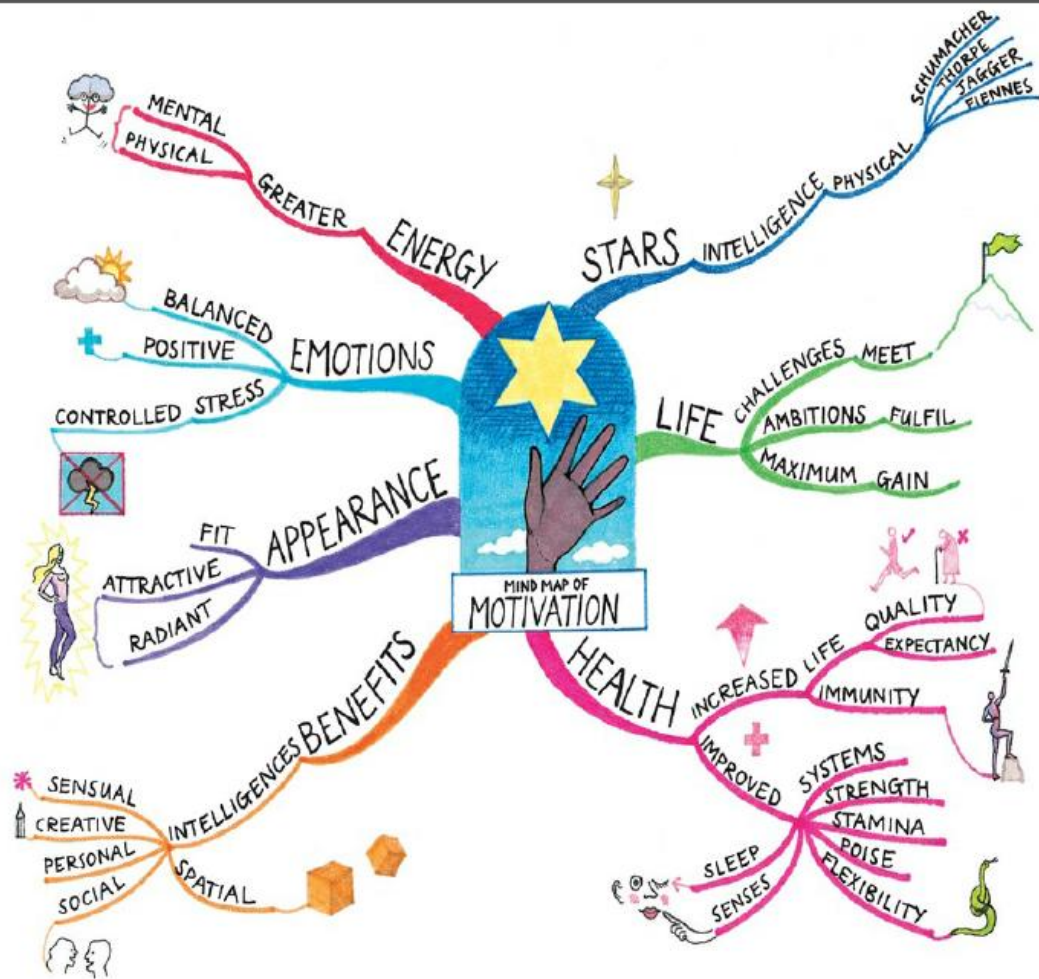 MIND MAP OF
MOTIVATION
STARS
INTELLIGENCE
PHYSICAL
SCHUMACHER
THORPE
JAGGER
FIENNES
LIFE
CHALLENGES
MEET
AMBITIONS
FULFIL
MAXIMUM
GAIN
HEALTH
INCREASED
LIFE
QUALITY
EXPECTANCY
IMMUNITY
IMPROVED
SYSTEMS
STRENGTH
STAMINA
POISE
FLEXIBILITY
SENSES
SLEEP
BENEFITS
INTELLIGENCES
SPATIAL
SENSUAL
CREATIVE
PERSONAL
SOCIAL
APPEARANCE
FIT
ATTRACTIVE
RADIANT
EMOTIONS
BALANCED
POSITIVE
STRESS
CONTROLLED
ENERGY
GREATER
MENTAL
PHYSICAL